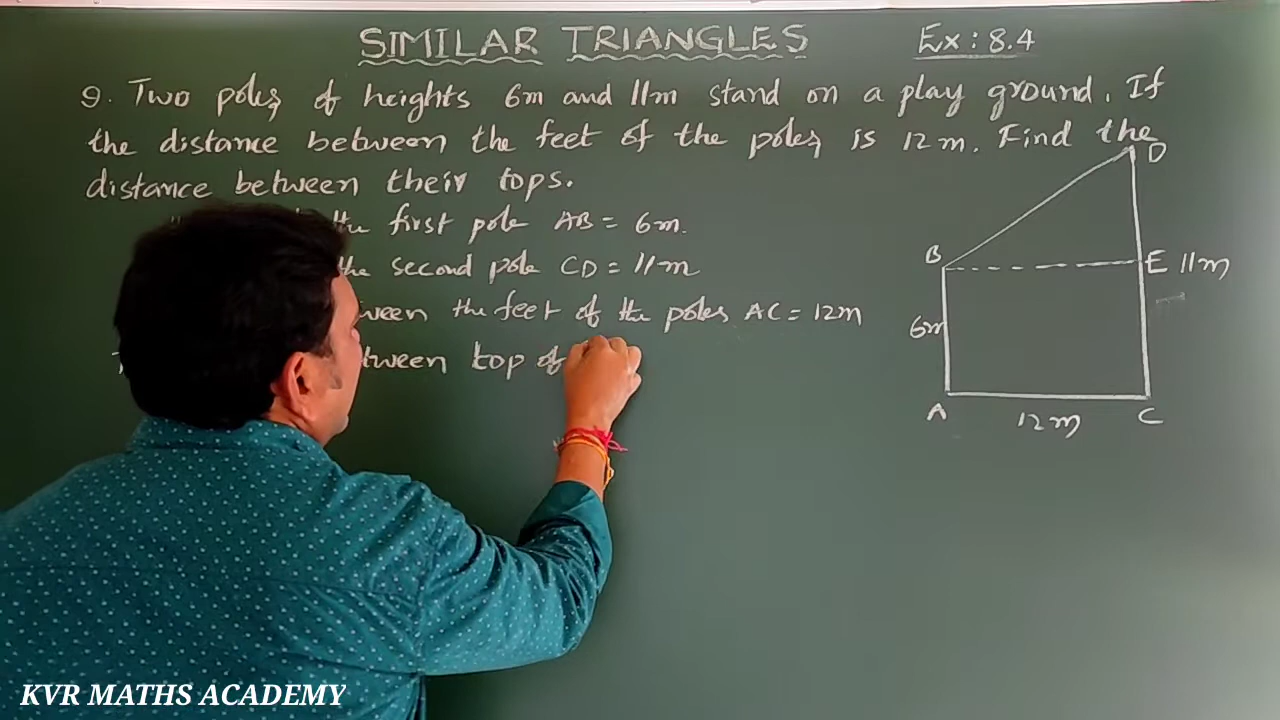 SIMILAR TRIANGLES Ex: 8.4
9. Two poles of heights 6m and 11m stand on a play ground. If
the distance between the feet of the poles is 12m. Find the
distance between their tops.
the first pole AB = 6m.
the second pole CD = 11m
the feet of the poles AC = 12m
top of
D
B
E 11m
6m
A 12m C
KVR MATHS ACADEMY